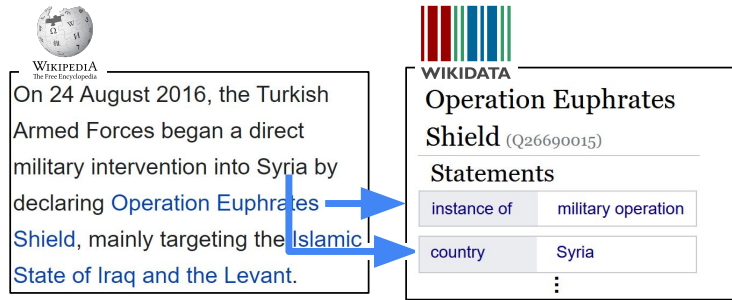 WIKIPEDIA
The Free Encyclopedia
On 24 August 2016, the Turkish
Armed Forces began a direct
military intervention into Syria by
declaring Operation Euphrates
Shield, mainly targeting the Islamic
State of Iraq and the Levant.
WIKIDATA
Operation Euphrates
Shield (Q26690015)
Statements
instance of military operation
country Syria